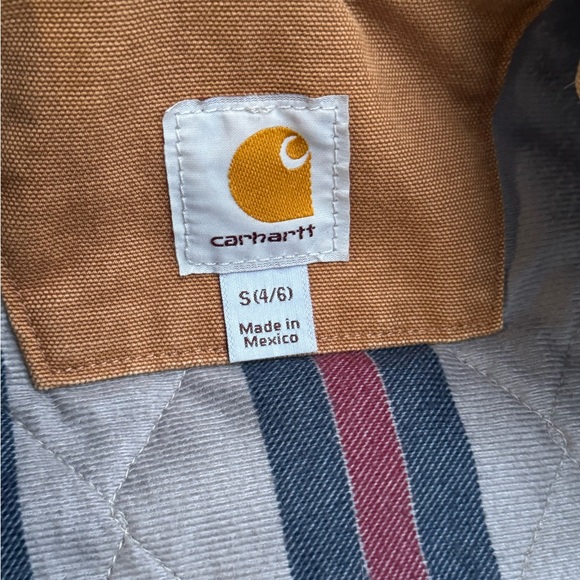 carhartt
S (4/6)
Made in
Mexico